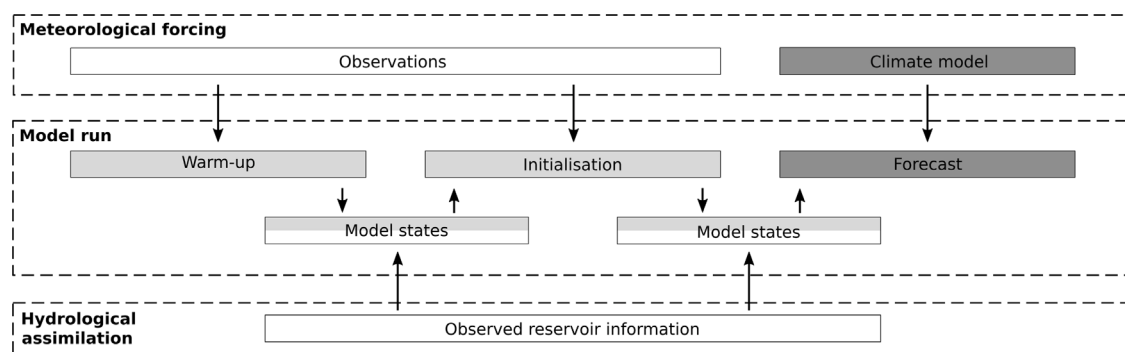 Meteorological forcing
Observations
Climate model
Model run
Warm-up
Initialisation
Forecast
Model states
Model states
Hydrological
assimilation
Observed reservoir information